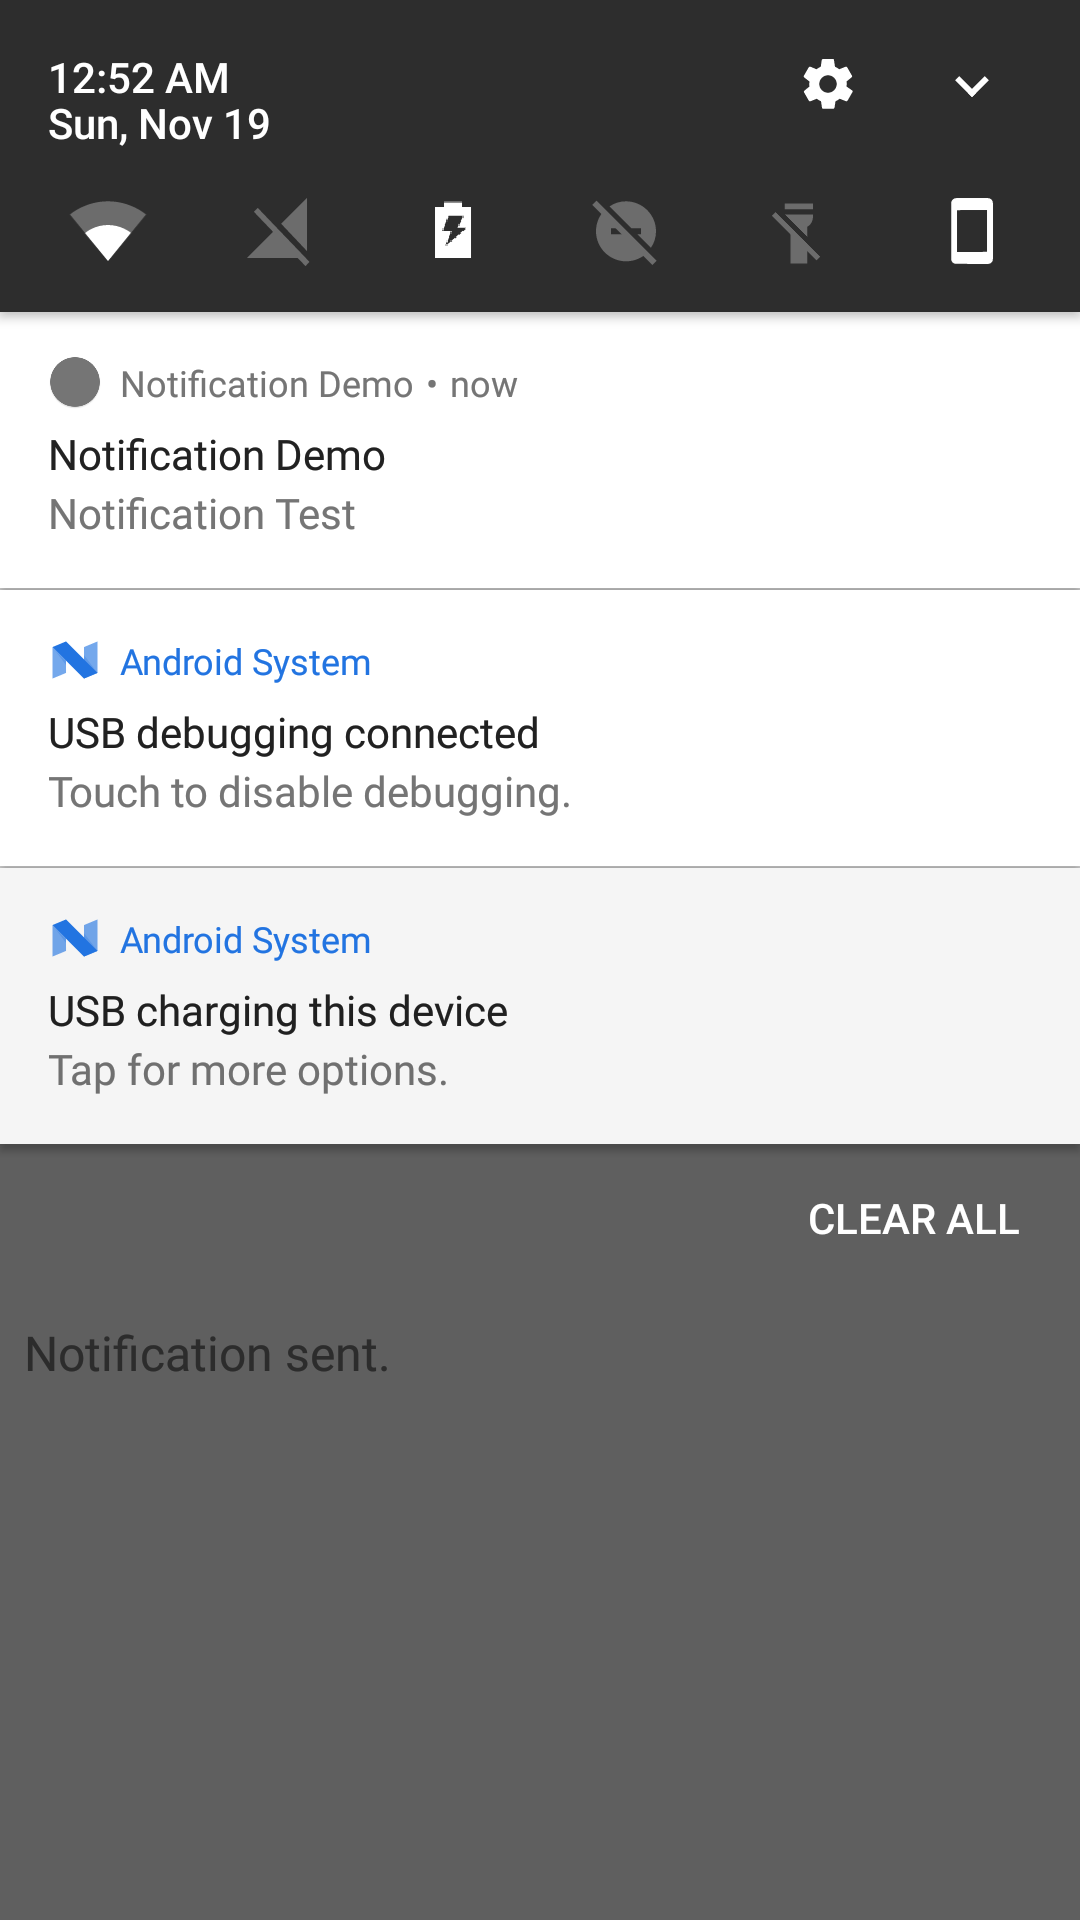 12:52 AM
Sun, Nov 19
Notification Demo • now
Notification Demo
Notification Test
Android System
USB debugging connected
Touch to disable debugging.
Android System
USB charging this device
Tap for more options.
CLEAR ALL
Notification sent.